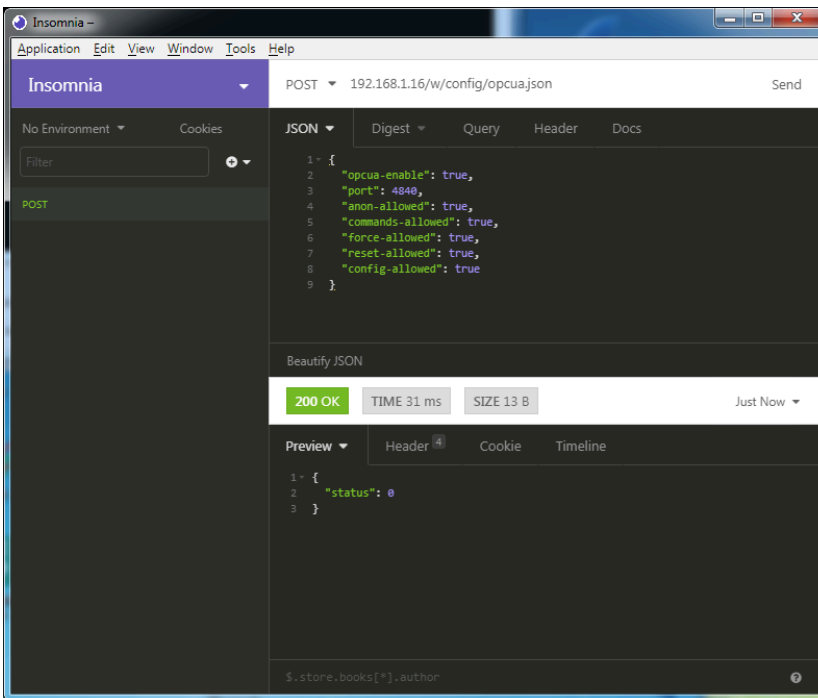 Insomnia –
Application Edit View Window Tools Help
Insomnia
POST 192.168.1.16/w/config/opcua.json Send
No Environment Cookies
JSON Digest Query Header Docs
Filter
POST
1 {
2 "opcua-enable": true,
3 "port": 4840,
4 "anon-allowed": true,
5 "commands-allowed": true,
6 "force-allowed": true,
7 "reset-allowed": true,
8 "config-allowed": true
9 }
Beautify JSON
200 OK TIME 31 ms SIZE 13 B Just Now
Preview Header 4 Cookie Timeline
1 {
2 "status": 0
3 }
$.store.books[*].author